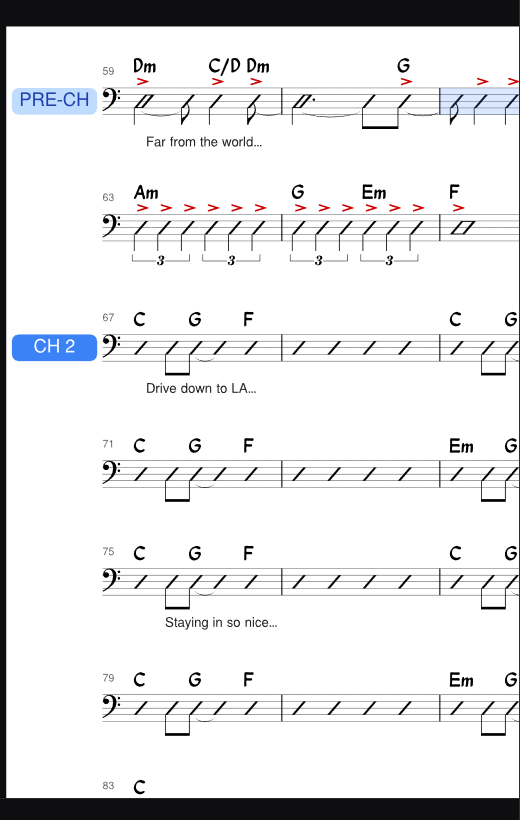 59 Dm C/D Dm G
PRE-CH
Far from the world...
63 Am G Em F
3 3 3 3
67 C G F C G
CH 2
Drive down to LA...
71 C G F Em G
75 C G F C G
Staying in so nice...
79 C G F Em G
83 C